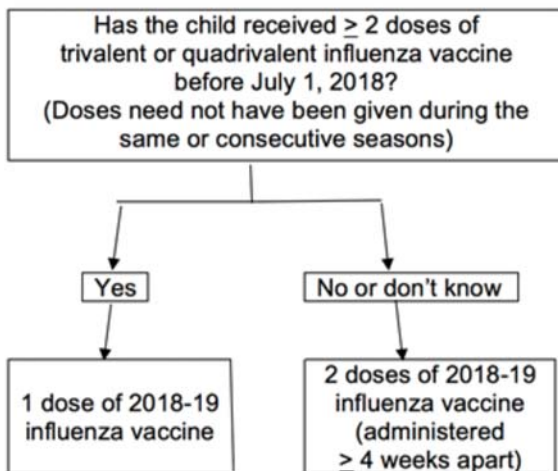 Has the child received ≥ 2 doses of
trivalent or quadrivalent influenza vaccine
before July 1, 2018?
(Doses need not have been given during the
same or consecutive seasons)
Yes
No or don't know
1 dose of 2018-19
influenza vaccine
2 doses of 2018-19
influenza vaccine
(administered
≥ 4 weeks apart)